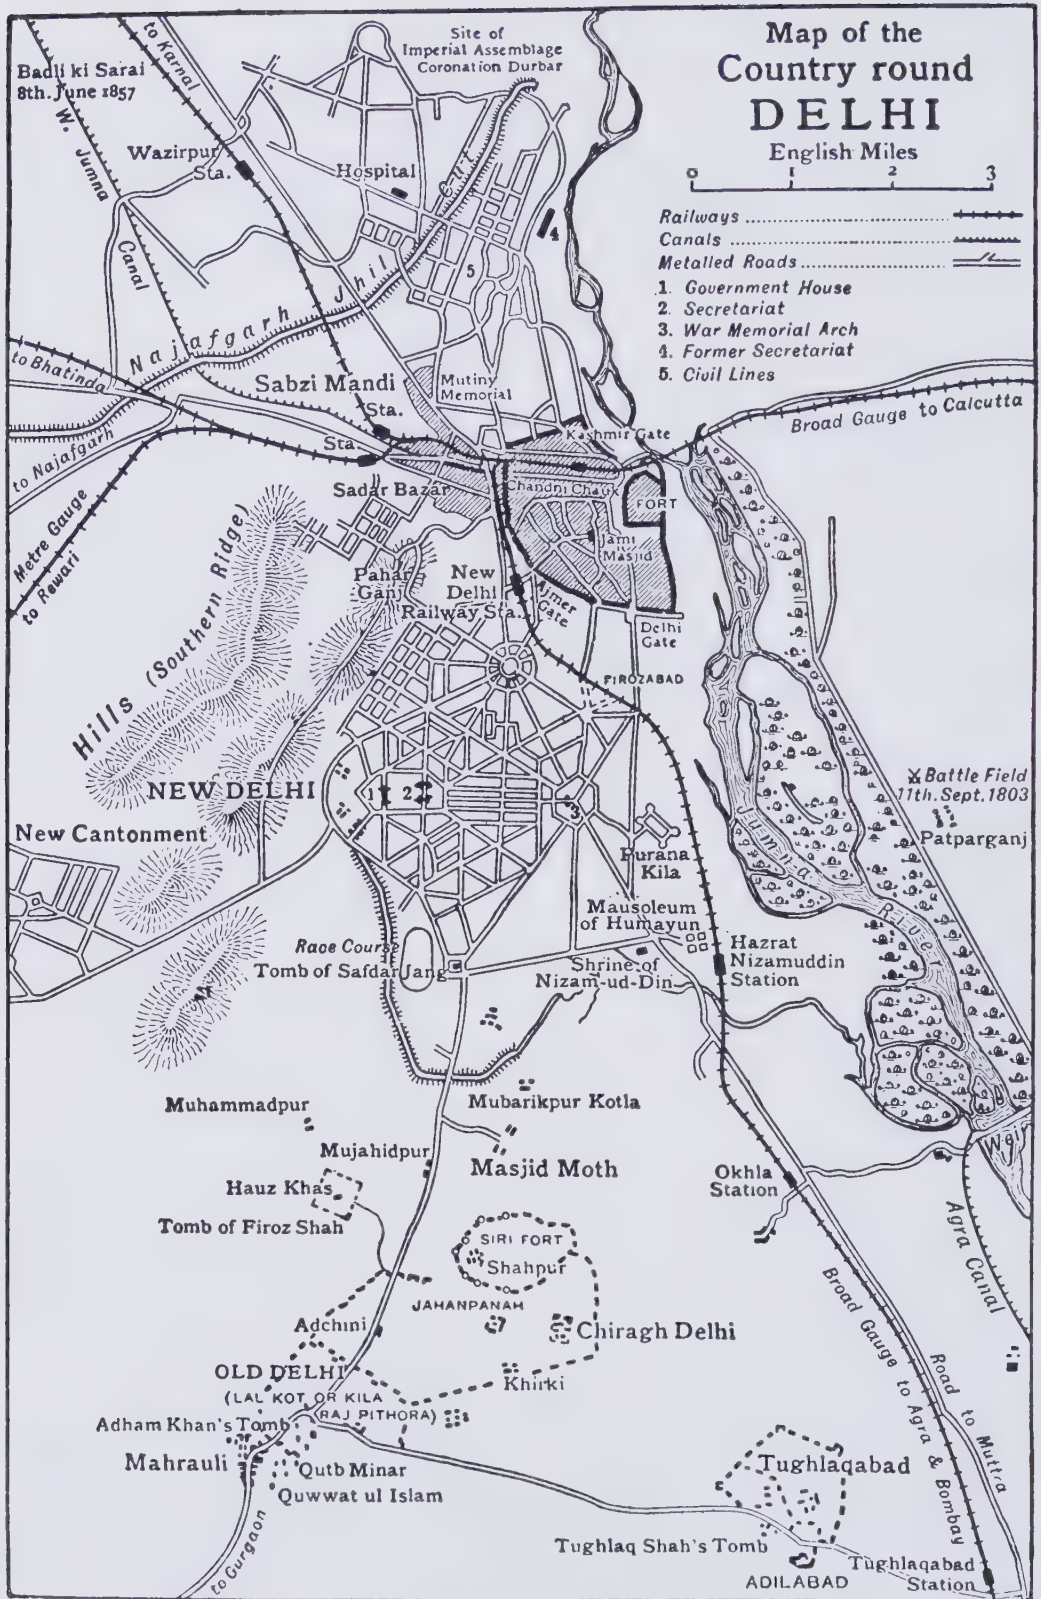 Map of the
Country round
DELHI
English Miles
0 1 2 3
Railways
Canals
Metalled Roads
1. Government House
2. Secretariat
3. War Memorial Arch
4. Former Secretariat
5. Civil Lines
Site of
Imperial Assemblage
Coronation Durbar
to Karnal
Badli ki Sarai
8th. June 1857
W. Jumna Canal
Wazirpur
Sta.
Hospital
4
5
Najafgarh Jhil Cut
to Bhatinda
Sabzi Mandi
Sta.
Mutiny
Memorial
Sta.
Kashmir Gate
Broad Gauge to Calcutta
to Najafgarh
Sadar Bazar
Chandni Chauk
FORT
Jami
Masjid
Metre Gauge
to Rewari
Hills (Southern Ridge)
Pahar
Ganj
New
Delhi
Railway Sta.
Ajmer
Gate
Delhi
Gate
FIROZABAD
NEW DELHI
1
2
3
Battle Field
11th. Sept. 1803
Patparganj
New Cantonment
Purana
Kila
Jumna River
Mausoleum
of Humayun
Race Course
Tomb of Safdar Jang
Shrine of
Nizam-ud-Din
Hazrat
Nizamuddin
Station
Muhammadpur
Mubarikpur Kotla
Mujahidpur
Masjid Moth
Okhla
Station
Weir
Hauz Khas
Tomb of Firoz Shah
SIRI FORT
Shahpur
Agra Canal
JAHANPANAH
Adchini
Chiragh Delhi
OLD DELHI
(LAL KOT OR KILA
RAJ PITHORA)
Khirki
Broad Gauge to Agra & Bombay
Road to Muttra
Adham Khan's Tomb
Mahrauli
Qutb Minar
Quwwat ul Islam
Tughlaqabad
to Gurgaon
Tughlaq Shah's Tomb
ADILABAD
Tughlaqabad
Station